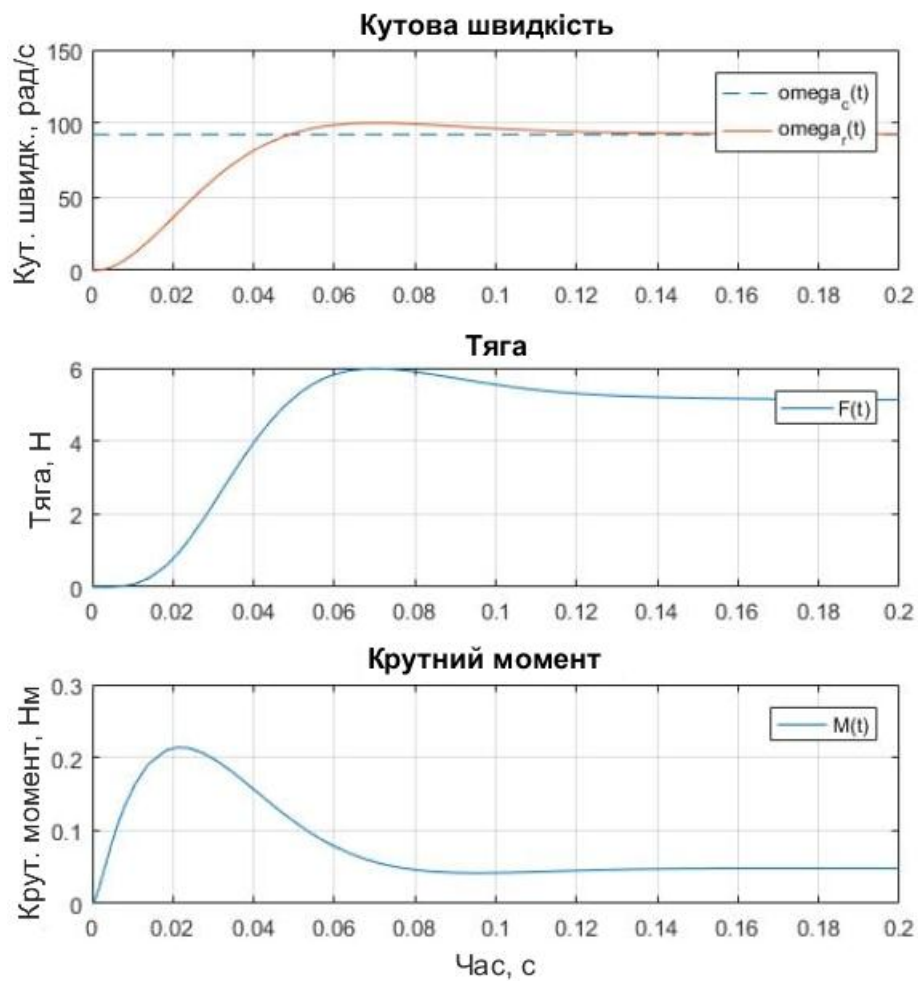 Кутова швидкість
Кут. швидк., рад/с
150
100
50
0
omega_c(t)
omega_r(t)
0 0.02 0.04 0.06 0.08 0.1 0.12 0.14 0.16 0.18 0.2
Тяга
Тяга, Н
6
4
2
0
F(t)
0 0.02 0.04 0.06 0.08 0.1 0.12 0.14 0.16 0.18 0.2
Крутний момент
Крут. момент, Нм
0.3
0.2
0.1
0
M(t)
0 0.02 0.04 0.06 0.08 0.1 0.12 0.14 0.16 0.18 0.2
Час, с